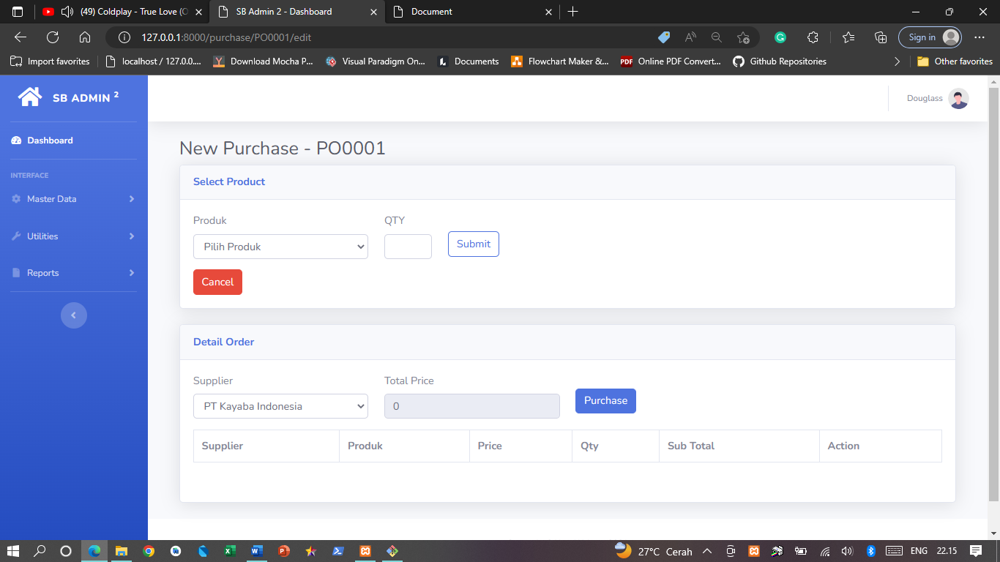 (49) Coldplay - True Love (O
SB Admin 2 - Dashboard
Document
127.0.0.1:8000/purchase/PO0001/edit
Sign in
Import favorites
localhost / 127.0.0....
Download Mocha P...
Visual Paradigm On...
Documents
Flowchart Maker &...
PDF
Online PDF Convert...
Github Repositories
Other favorites
SB ADMIN 2
Douglass
Dashboard
INTERFACE
Master Data
Utilities
Reports
New Purchase - PO0001
Select Product
Produk
QTY
Pilih Produk
Submit
Cancel
Detail Order
Supplier
Total Price
PT Kayaba Indonesia
0
Purchase
Supplier
Produk
Price
Qty
Sub Total
Action
27°C Cerah
ENG
22.15